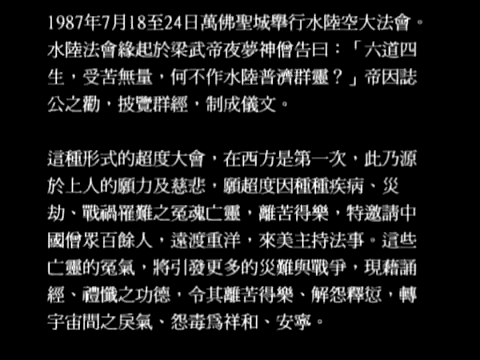 1987年7月18至24日萬佛聖城舉行水陸空大法會。
水陸法會緣起於梁武帝夜夢神僧告曰：「六道四
生，受苦無量，何不作水陸普濟群靈？」帝因誌
公之勸，披覽群經，制成儀文。
這種形式的超度大會，在西方是第一次，此乃源
於上人的願力及慈悲，願超度因種種疾病、災
劫、戰禍罹難之冤魂亡靈，離苦得樂，特邀請中
國僧眾百餘人，遠渡重洋，來美主持法事。這些
亡靈的冤氣，將引發更多的災難與戰爭，現藉誦
經、禮懺之功德，令其離苦得樂、解怨釋愆，轉
宇宙間之戾氣、怨毒為祥和、安寧。